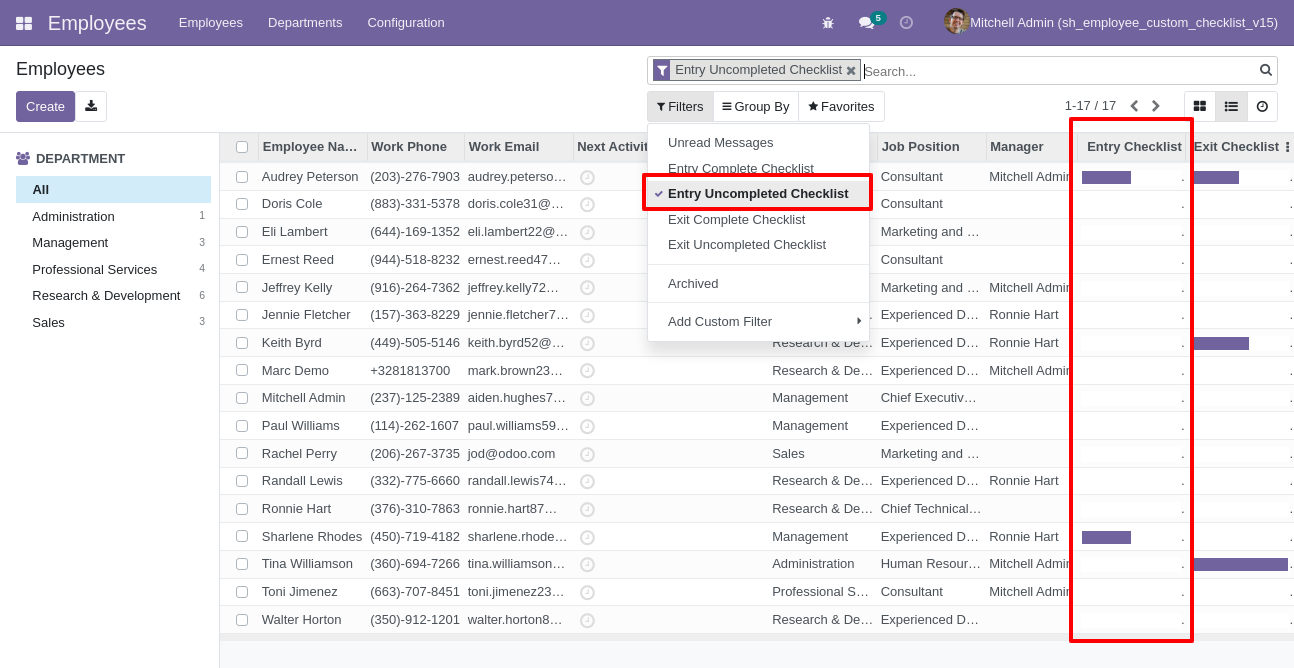 Employees Employees Departments Configuration 5 Mitchell Admin (sh_employee_custom_checklist_v15)
Employees
Entry Uncompleted Checklist Search...
Create
Filters Group By Favorites 1-17 / 17
DEPARTMENT
All
Administration 1
Management 3
Professional Services 4
Research & Development 6
Sales 3
Unread Messages
Entry Complete Checklist
Entry Uncompleted Checklist
Exit Complete Checklist
Exit Uncompleted Checklist
Archived
Add Custom Filter
Employee Na… Work Phone Work Email Next Activit Job Position Manager Entry Checklist Exit Checklist
Audrey Peterson (203)-276-7903 audrey.peterso… Consultant Mitchell Admin . .
Doris Cole (883)-331-5378 doris.cole31@… Consultant . .
Eli Lambert (644)-169-1352 eli.lambert22@… Marketing and … . .
Ernest Reed (944)-518-8232 ernest.reed47… Consultant . .
Jeffrey Kelly (916)-264-7362 jeffrey.kelly72… Marketing and … Mitchell Admin . .
Jennie Fletcher (157)-363-8229 jennie.fletcher7… Experienced D… Ronnie Hart . .
Keith Byrd (449)-505-5146 keith.byrd52@… Research & De… Experienced D… Ronnie Hart . .
Marc Demo +3281813700 mark.brown23… Research & De… Experienced D… Mitchell Admin . .
Mitchell Admin (237)-125-2389 aiden.hughes7… Management Chief Executiv… . .
Paul Williams (114)-262-1607 paul.williams59… Management Experienced D… . .
Rachel Perry (206)-267-3735 jod@odoo.com Sales Marketing and … . .
Randall Lewis (332)-775-6660 randall.lewis74… Research & De… Experienced D… Ronnie Hart . .
Ronnie Hart (376)-310-7863 ronnie.hart87… Research & De… Chief Technical… . .
Sharlene Rhodes (450)-719-4182 sharlene.rhode… Management Experienced D… Ronnie Hart . .
Tina Williamson (360)-694-7266 tina.williamson… Administration Human Resour… Mitchell Admin . .
Toni Jimenez (663)-707-8451 toni.jimenez23… Professional S… Consultant Mitchell Admin . .
Walter Horton (350)-912-1201 walter.horton8… Research & De… Experienced D… . .